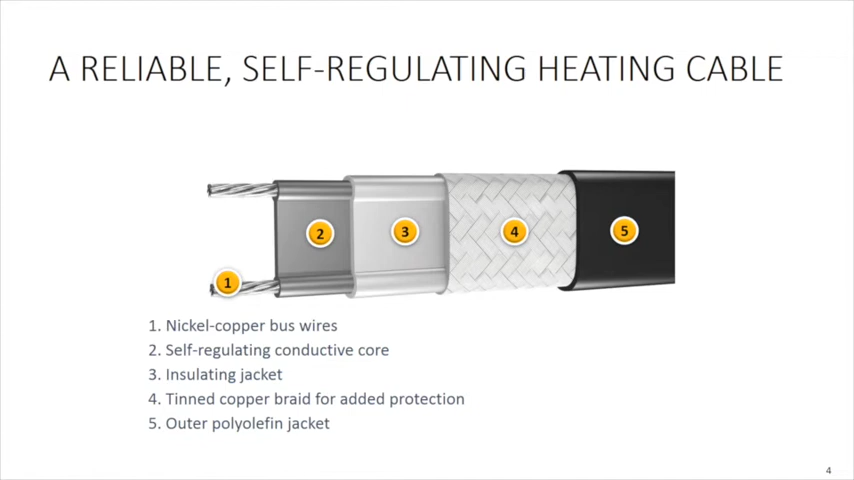 A RELIABLE, SELF-REGULATING HEATING CABLE
1
2
3
4
5
1. Nickel-copper bus wires
2. Self-regulating conductive core
3. Insulating jacket
4. Tinned copper braid for added protection
5. Outer polyolefin jacket
4